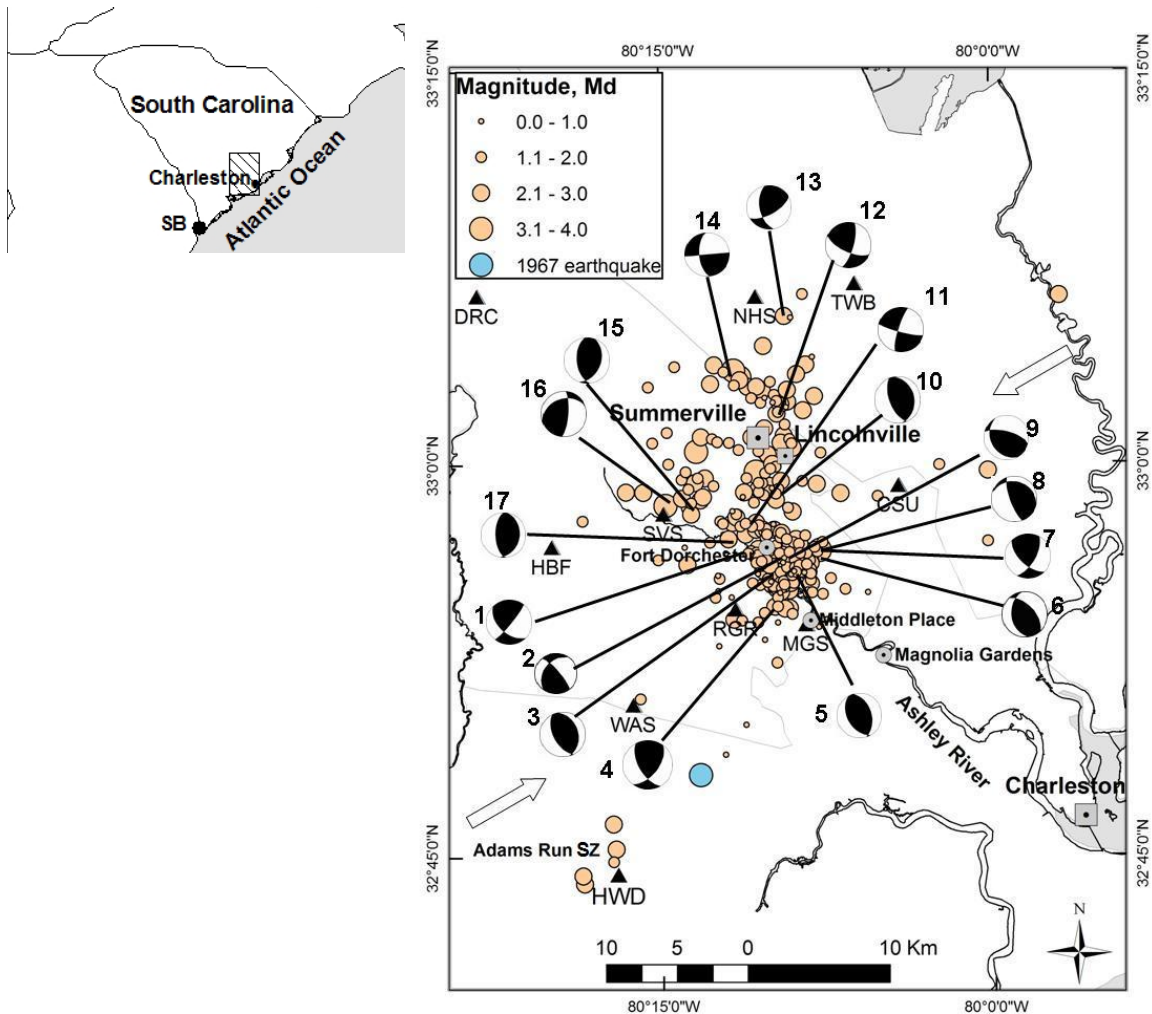 South Carolina
Charleston
SB
Atlantic Ocean
80°15'0"W
80°0'0"W
33°15'0"N
33°15'0"N
Magnitude, Md
0.0 - 1.0
1.1 - 2.0
2.1 - 3.0
3.1 - 4.0
1967 earthquake
13
14
12
DRC
NHS
TWB
11
15
10
16
Summerville
Lincolnville
9
33°0'0"N
33°0'0"N
8
CSU
17
SVS
7
Fort Dorchester
HBF
1
6
RGR
Middleton Place
MGS
2
Magnolia Gardens
3
WAS
5
Ashley River
4
Charleston
Adams Run SZ
32°45'0"N
32°45'0"N
HWD
N
10 5 0 10 Km
80°15'0"W
80°0'0"W